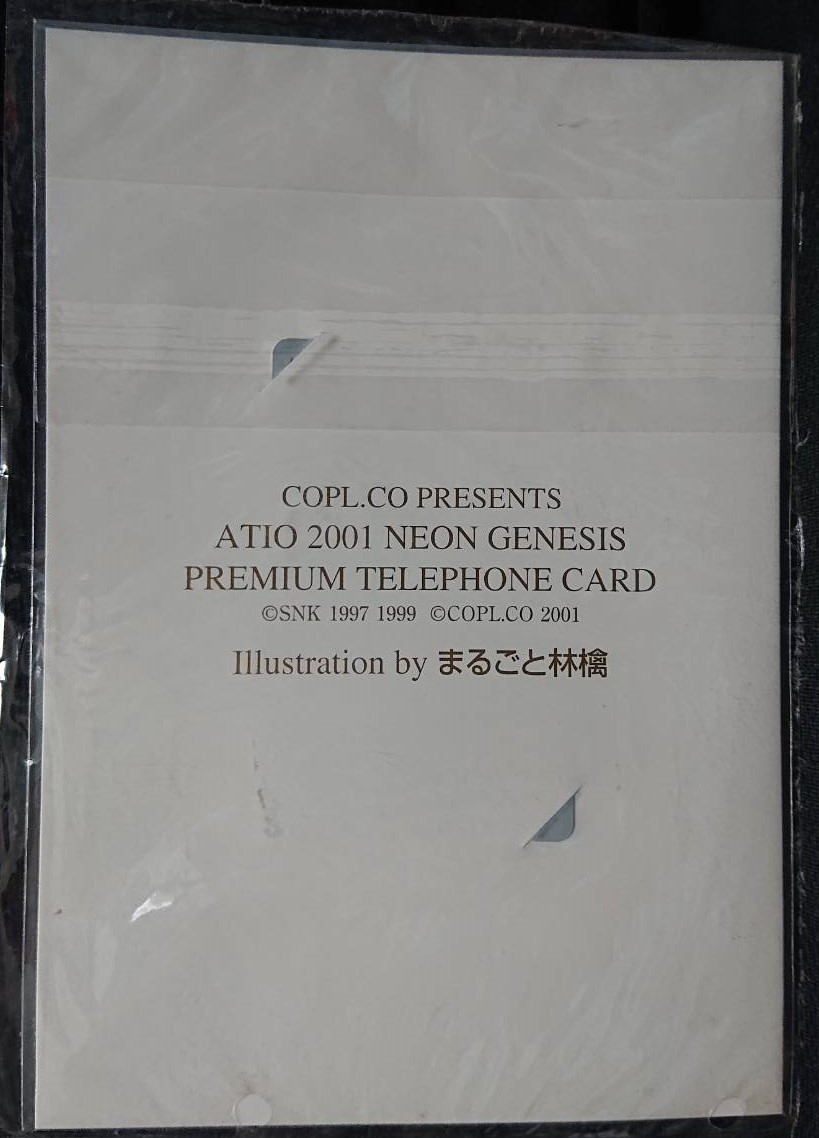 COPL.CO PRESENTS
ATIO 2001 NEON GENESIS
PREMIUM TELEPHONE CARD
©SNK 1997 1999 ©COPL.CO 2001
Illustration by まるごと林檎